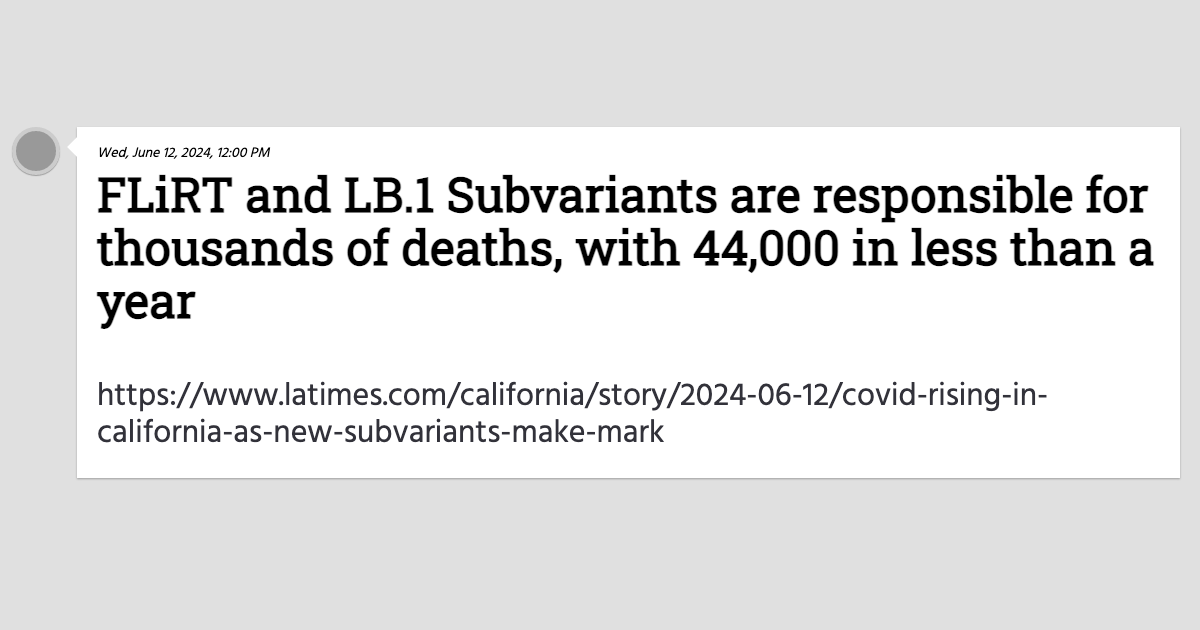 Wed, June 12, 2024, 12:00 PM
FLiRT and LB.1 Subvariants are responsible for
thousands of deaths, with 44,000 in less than a
year
https://www.latimes.com/california/story/2024-06-12/covid-rising-in-
california-as-new-subvariants-make-mark